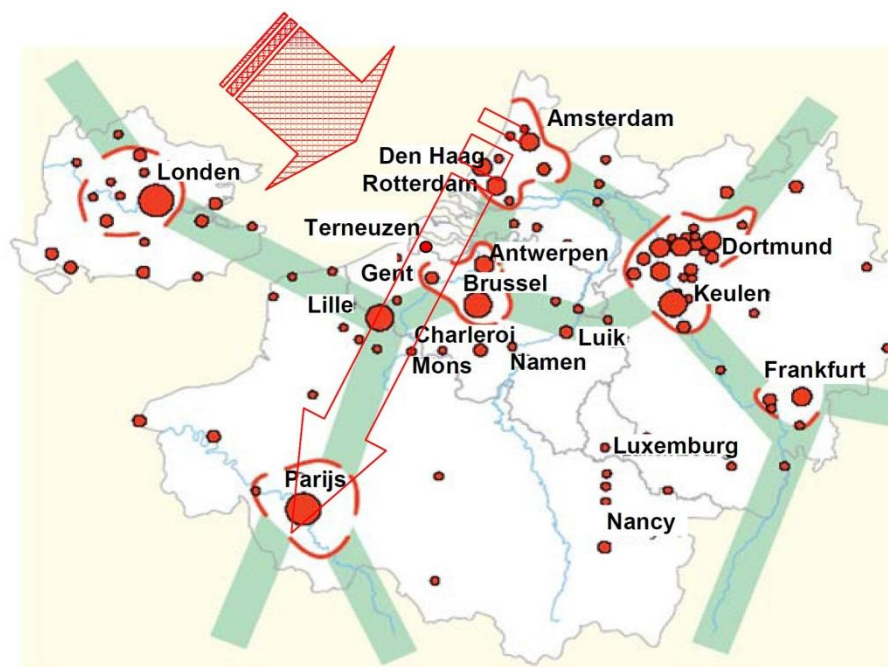 Amsterdam
Londen
Den Haag
Rotterdam
Terneuzen
Antwerpen
Dortmund
Gent
Brussel
Keulen
Lille
Charleroi
Luik
Mons
Namen
Frankfurt
Luxemburg
Parijs
Nancy